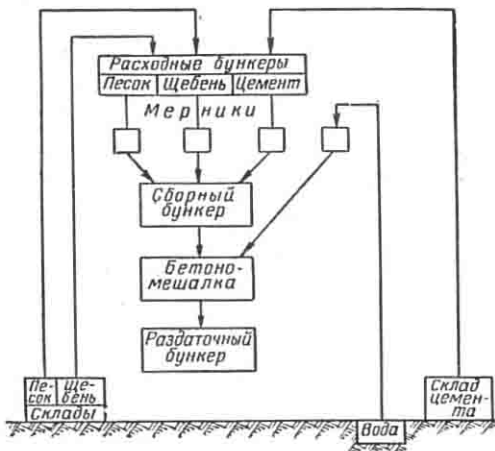 Расходные бункеры
Песок Щебень Цемент
Мерники
Сборный
бункер
Бетоно-
мешалка
Раздаточный
бункер
Пе-
сок
Ще-
бень
Склады
Вода
Склад
цемен-
та